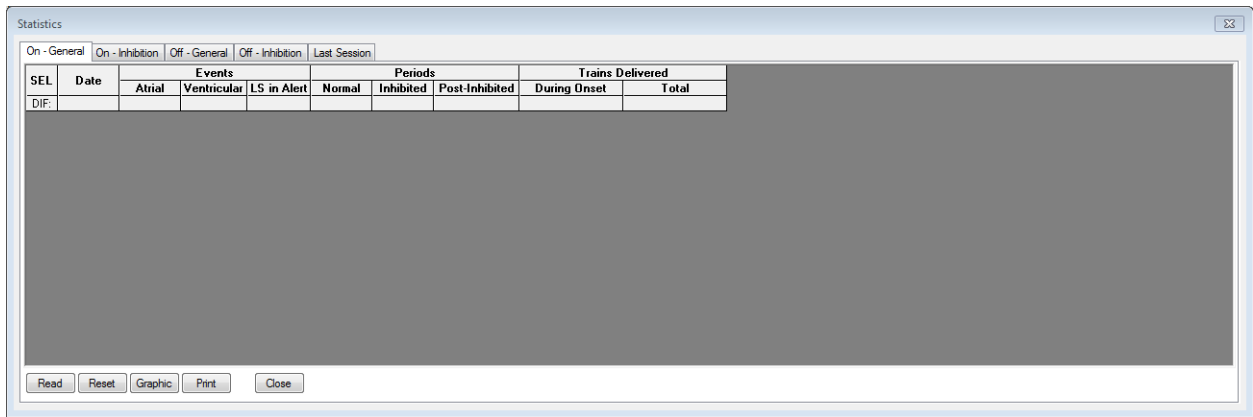 Statistics
On - General On - Inhibition Off - General Off - Inhibition Last Session
SEL Date Events Periods Trains Delivered
Atrial Ventricular LS in Alert Normal Inhibited Post-Inhibited During Onset Total
DIF:
Read Reset Graphic Print Close